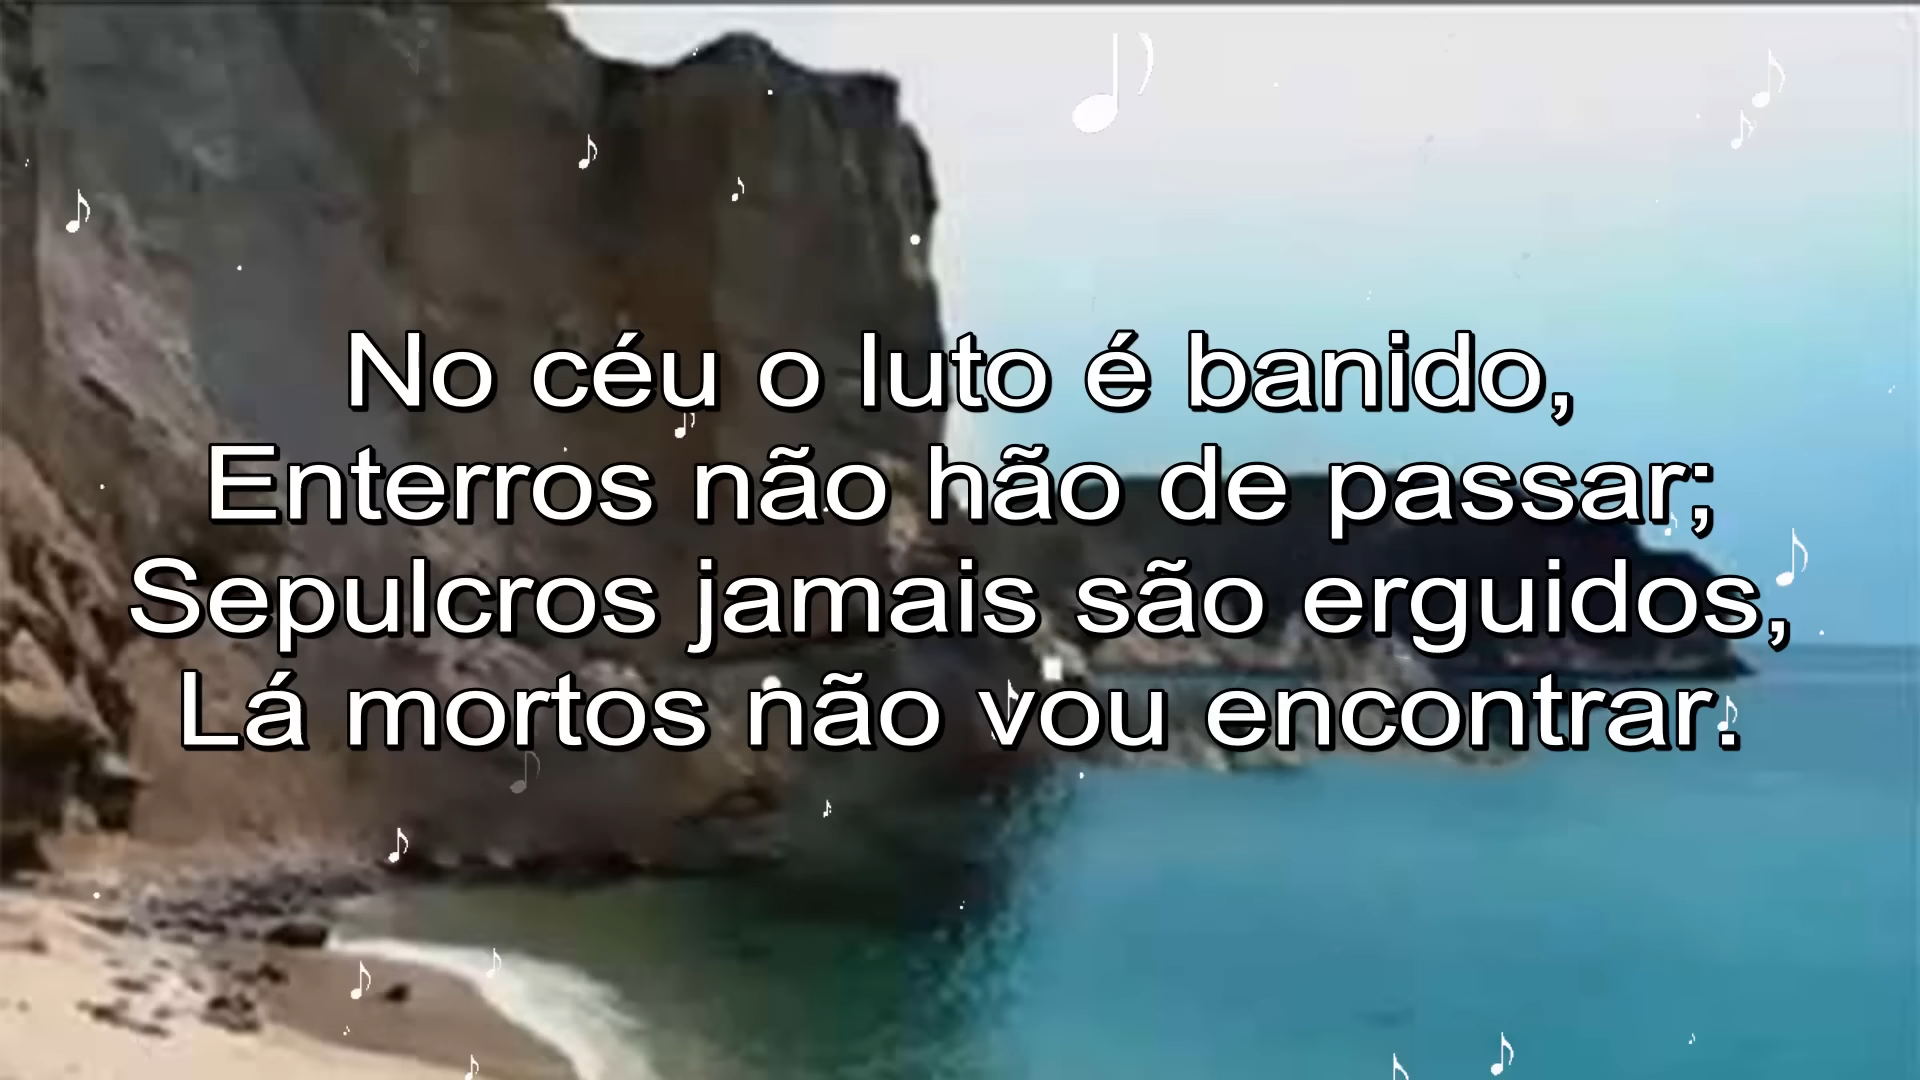 No céu o luto é banido,
Enterros não hão de passar;
Sepulcros jamais são erguidos,
Lá mortos não vou encontrar.